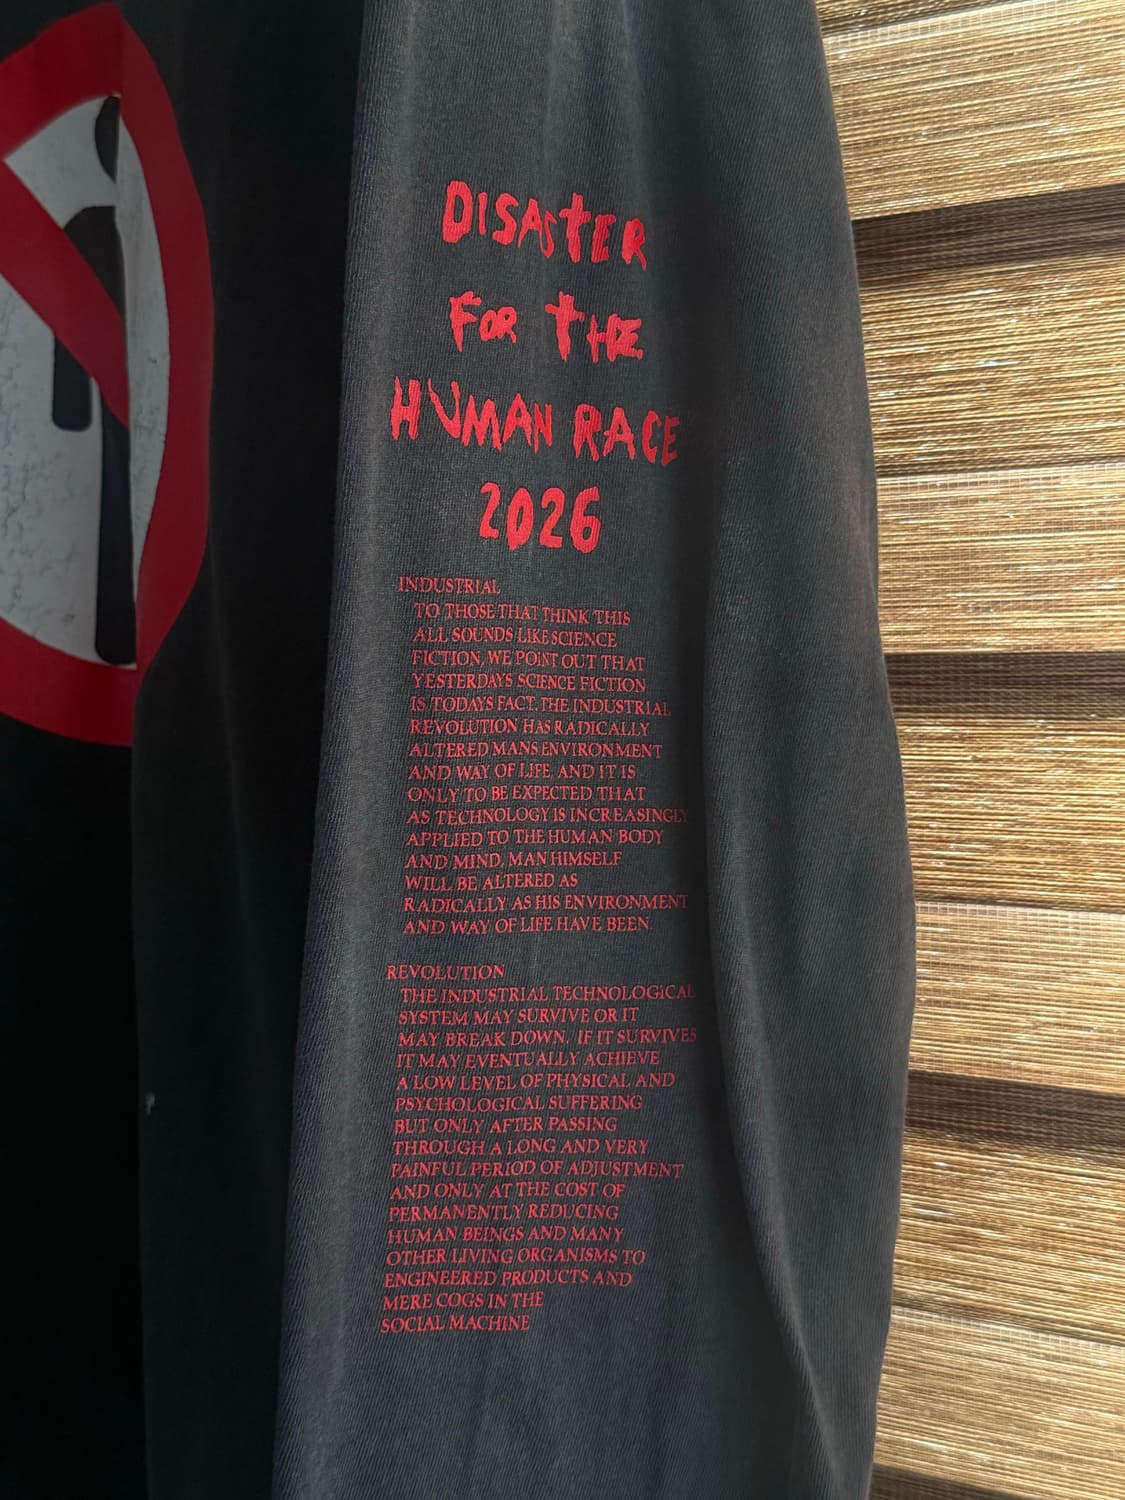 DISASTER
FOR THE
HUMAN RACE
2026
INDUSTRIAL
TO THOSE THAT THINK THIS
ALL SOUNDS LIKE SCIENCE
FICTION, WE POINT OUT THAT
YESTERDAYS SCIENCE FICTION
IS TODAYS FACT. THE INDUSTRIAL
REVOLUTION HAS RADICALLY
ALTERED MANS ENVIRONMENT
AND WAY OF LIFE, AND IT IS
ONLY TO BE EXPECTED THAT
AS TECHNOLOGY IS INCREASINGLY
APPLIED TO THE HUMAN BODY
AND MIND, MAN HIMSELF
WILL BE ALTERED AS
RADICALLY AS HIS ENVIRONMENT
AND WAY OF LIFE HAVE BEEN
REVOLUTION
THE INDUSTRIAL TECHNOLOGICAL
SYSTEM MAY SURVIVE OR IT
MAY BREAK DOWN. IF IT SURVIVES
IT MAY EVENTUALLY ACHIEVE
A LOW LEVEL OF PHYSICAL AND
PSYCHOLOGICAL SUFFERING
BUT ONLY AFTER PASSING
THROUGH A LONG AND VERY
PAINFUL PERIOD OF ADJUSTMENT
AND ONLY AT THE COST OF
PERMANENTLY REDUCING
HUMAN BEINGS AND MANY
OTHER LIVING ORGANISMS TO
ENGINEERED PRODUCTS AND
MERE COGS IN THE
SOCIAL MACHINE